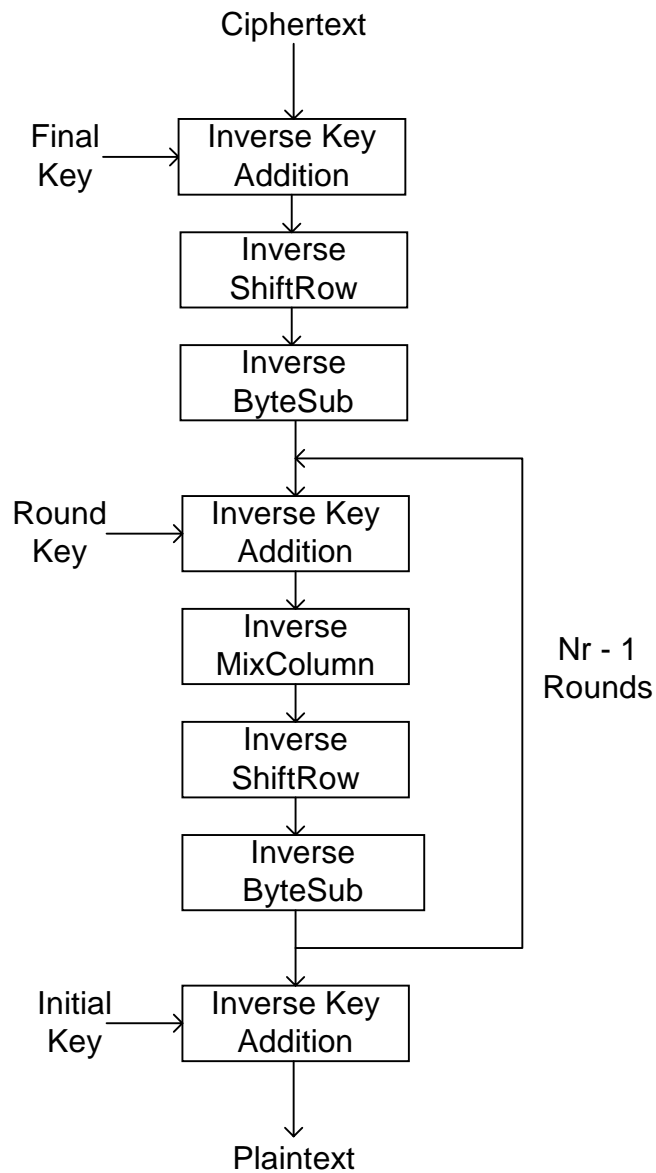 Ciphertext
Final
Key
Inverse Key
Addition
Inverse
ShiftRow
Inverse
ByteSub
Round
Key
Inverse Key
Addition
Inverse
MixColumn
Nr - 1
Rounds
Inverse
ShiftRow
Inverse
ByteSub
Initial
Key
Inverse Key
Addition
Plaintext